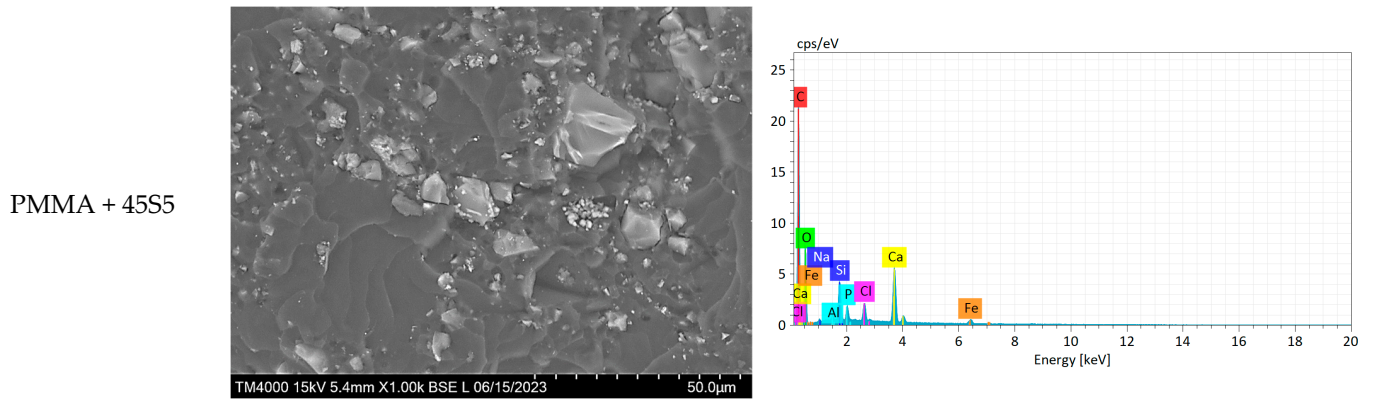 PMMA + 45S5
TM4000 15kV 5.4mm X1.00k BSE L 06/15/2023 50.0µm
cps/eV
25
20
15
10
5
0
C
O
Na
Fe
Si
Ca
Cl
Al
P
Cl
Ca
Fe
2 4 6 8 10 12 14 16 18 20
Energy [keV]